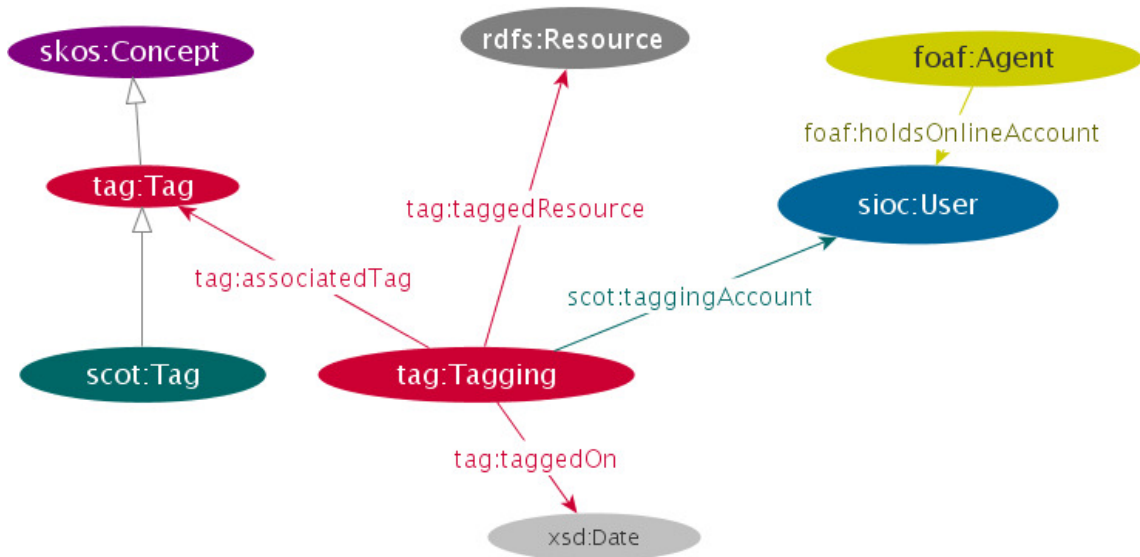 rdfs:Resource
skos:Concept
foaf:Agent
foaf:holdsOnlineAccount
tag:Tag
sioc:User
tag:taggedResource
tag:associatedTag
scot:taggingAccount
scot:Tag
tag:Tagging
tag:taggedOn
xsd:Date